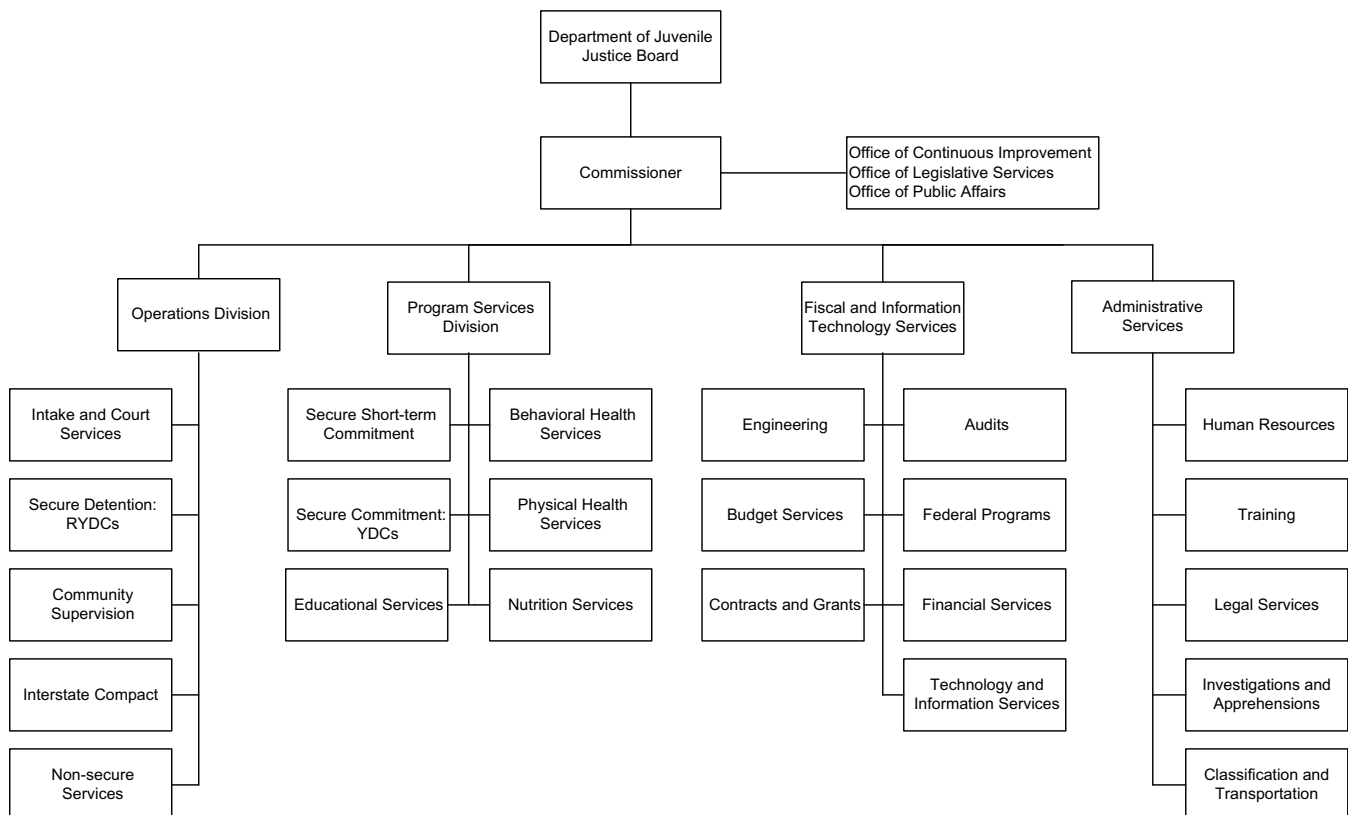 Department of Juvenile
Justice Board
Commissioner
Office of Continuous Improvement
Office of Legislative Services
Office of Public Affairs
Operations Division
Program Services
Division
Fiscal and Information
Technology Services
Administrative
Services
Intake and Court
Services
Secure Detention:
RYDCs
Community
Supervision
Interstate Compact
Non-secure
Services
Secure Short-term
Commitment
Secure Commitment:
YDCs
Educational Services
Behavioral Health
Services
Physical Health
Services
Nutrition Services
Engineering
Budget Services
Contracts and Grants
Audits
Federal Programs
Financial Services
Technology and
Information Services
Human Resources
Training
Legal Services
Investigations and
Apprehensions
Classification and
Transportation